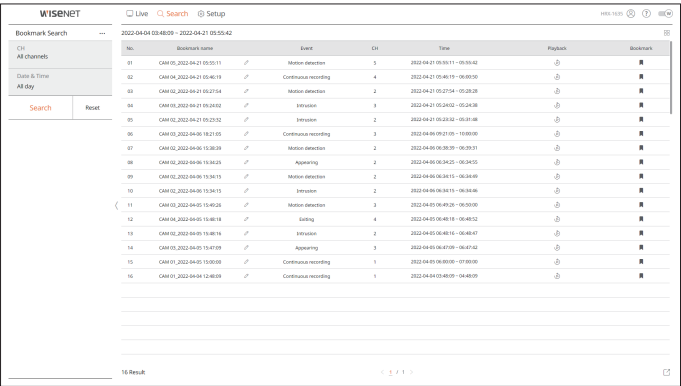 WISENET
Live Search Setup
HRX-1635
Bookmark Search ...
2022-04-04 03:48:09 ~ 2022-04-21 05:55:42
CH
All channels
Date & Time
All day
Search Reset
No. Bookmark name Event CH Time Playback Bookmark
01 CAM 05_2022-04-21 05:55:11 Motion detection 5 2022-04-21 05:55:11 ~ 05:55:42
02 CAM 04_2022-04-21 05:46:19 Continuous recording 4 2022-04-21 05:46:19 ~ 06:00:50
03 CAM 02_2022-04-21 05:27:54 Motion detection 2 2022-04-21 05:27:54 ~ 05:28:28
04 CAM 03_2022-04-21 05:24:02 Intrusion 3 2022-04-21 05:24:02 ~ 05:24:38
05 CAM 02_2022-04-21 05:23:32 Intrusion 2 2022-04-21 05:23:32 ~ 05:31:48
06 CAM 03_2022-04-06 18:21:05 Continuous recording 3 2022-04-06 09:21:05 ~ 10:00:00
07 CAM 02_2022-04-06 15:38:39 Motion detection 2 2022-04-06 06:38:39 ~ 06:39:31
08 CAM 02_2022-04-06 15:34:25 Appearing 2 2022-04-06 06:34:25 ~ 06:34:55
09 CAM 02_2022-04-06 15:34:15 Motion detection 2 2022-04-06 06:34:15 ~ 06:34:49
10 CAM 02_2022-04-06 15:34:15 Intrusion 2 2022-04-06 06:34:15 ~ 06:34:46
11 CAM 03_2022-04-05 15:49:26 Motion detection 3 2022-04-05 06:49:26 ~ 06:50:00
12 CAM 04_2022-04-05 15:48:18 Exiting 4 2022-04-05 06:48:18 ~ 06:48:52
13 CAM 02_2022-04-05 15:48:16 Intrusion 2 2022-04-05 06:48:16 ~ 06:48:47
14 CAM 03_2022-04-05 15:47:09 Appearing 3 2022-04-05 06:47:09 ~ 06:47:42
15 CAM 01_2022-04-05 15:00:00 Continuous recording 1 2022-04-05 06:00:00 ~ 07:00:00
16 CAM 01_2022-04-04 12:48:09 Continuous recording 1 2022-04-04 03:48:09 ~ 04:48:09
16 Result
1 / 1